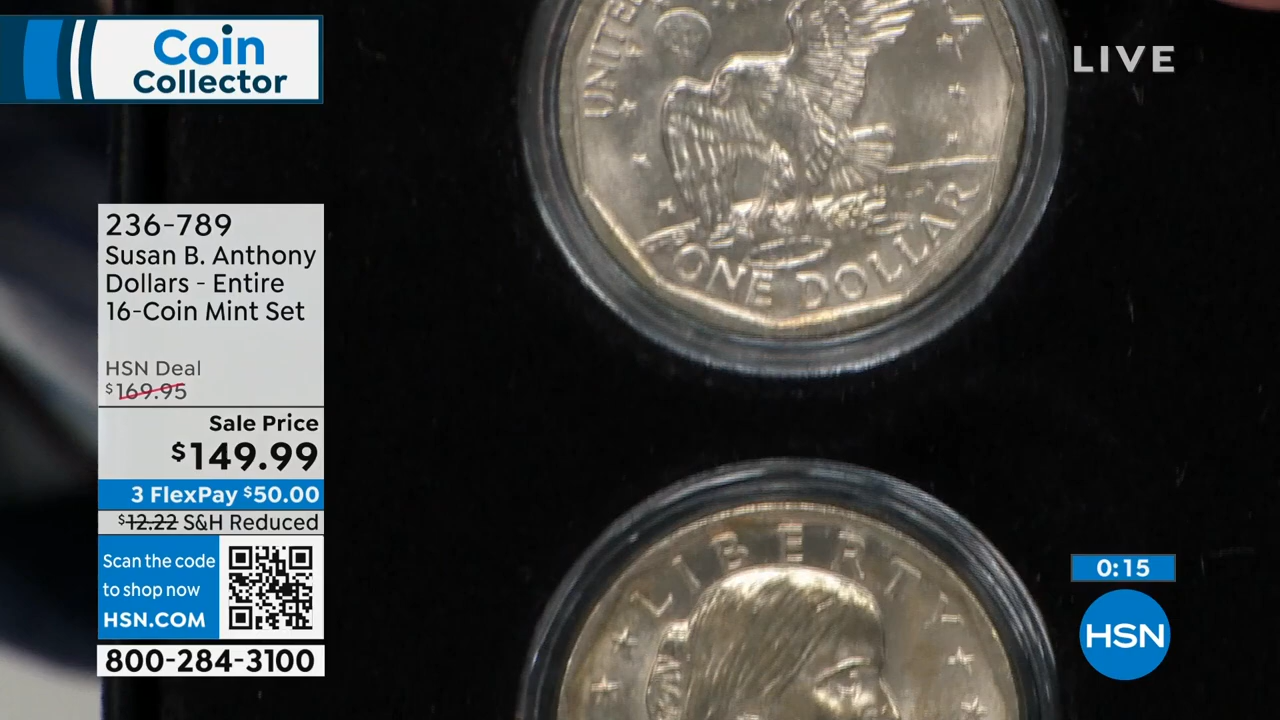 Coin
Collector
LIVE
236-789
Susan B. Anthony
Dollars - Entire
16-Coin Mint Set
HSN Deal
$169.95
Sale Price
$149.99
3 FlexPay $50.00
$12.22 S&H Reduced
Scan the code
to shop now
HSN.COM
800-284-3100
UNITED
ONE DOLLAR
LIBERTY
0:15
HSN